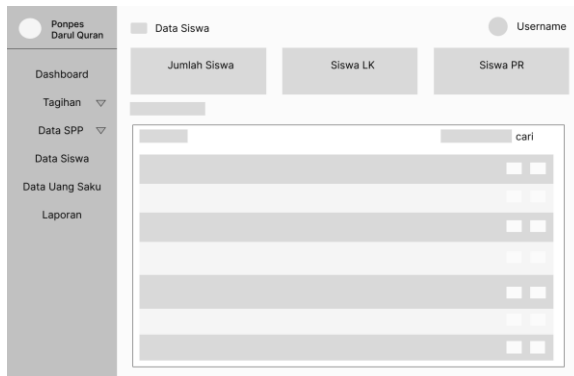 Ponpes
Darul Quran
Data Siswa
Username
Dashboard
Tagihan
Data SPP
Data Siswa
Data Uang Saku
Laporan
Jumlah Siswa
Siswa LK
Siswa PR
cari